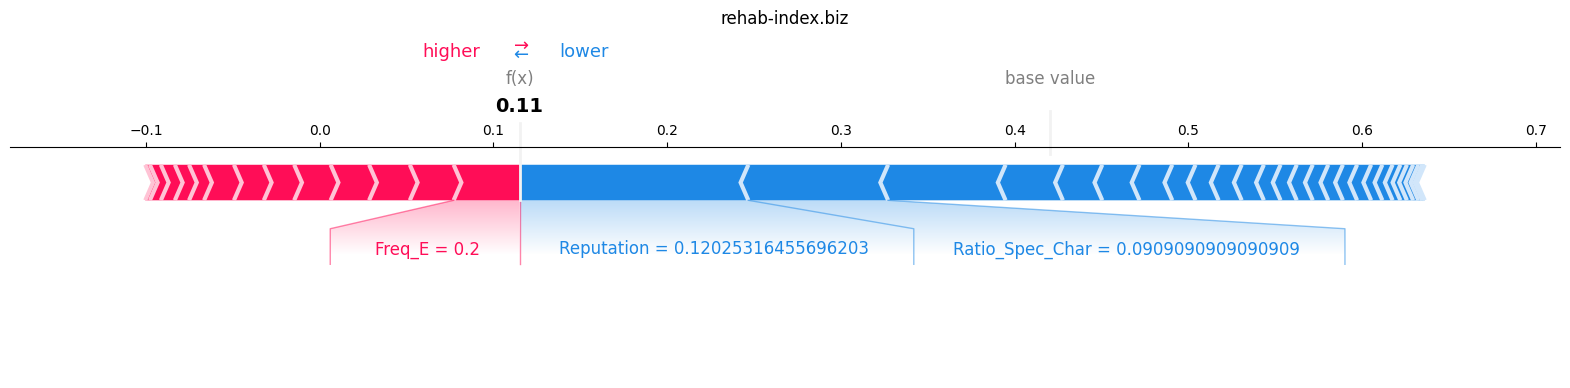 rehab-index.biz
higher ⇄ lower
f(x) base value
0.11
−0.1 0.0 0.1 0.2 0.3 0.4 0.5 0.6 0.7
Freq_E = 0.2 Reputation = 0.12025316455696203 Ratio_Spec_Char = 0.0909090909090909